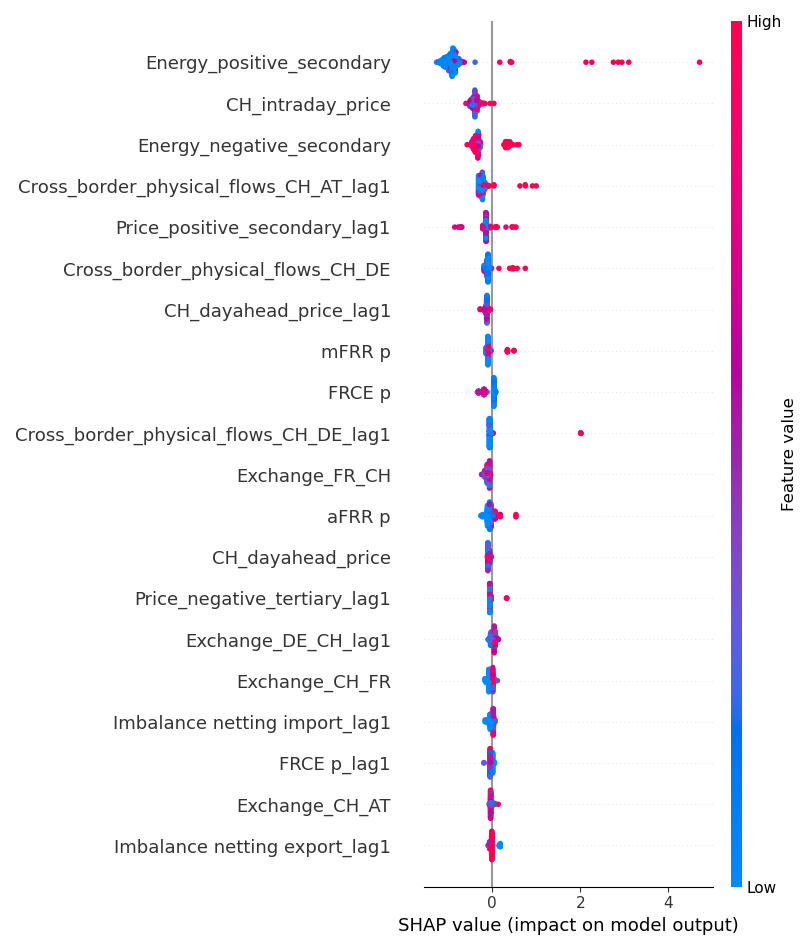 High
Energy_positive_secondary
CH_intraday_price
Energy_negative_secondary
Cross_border_physical_flows_CH_AT_lag1
Price_positive_secondary_lag1
Cross_border_physical_flows_CH_DE
CH_dayahead_price_lag1
mFRR p
FRCE p
Cross_border_physical_flows_CH_DE_lag1
Exchange_FR_CH
aFRR p
CH_dayahead_price
Price_negative_tertiary_lag1
Exchange_DE_CH_lag1
Exchange_CH_FR
Imbalance netting import_lag1
FRCE p_lag1
Exchange_CH_AT
Imbalance netting export_lag1
Feature value
Low
0 2 4
SHAP value (impact on model output)